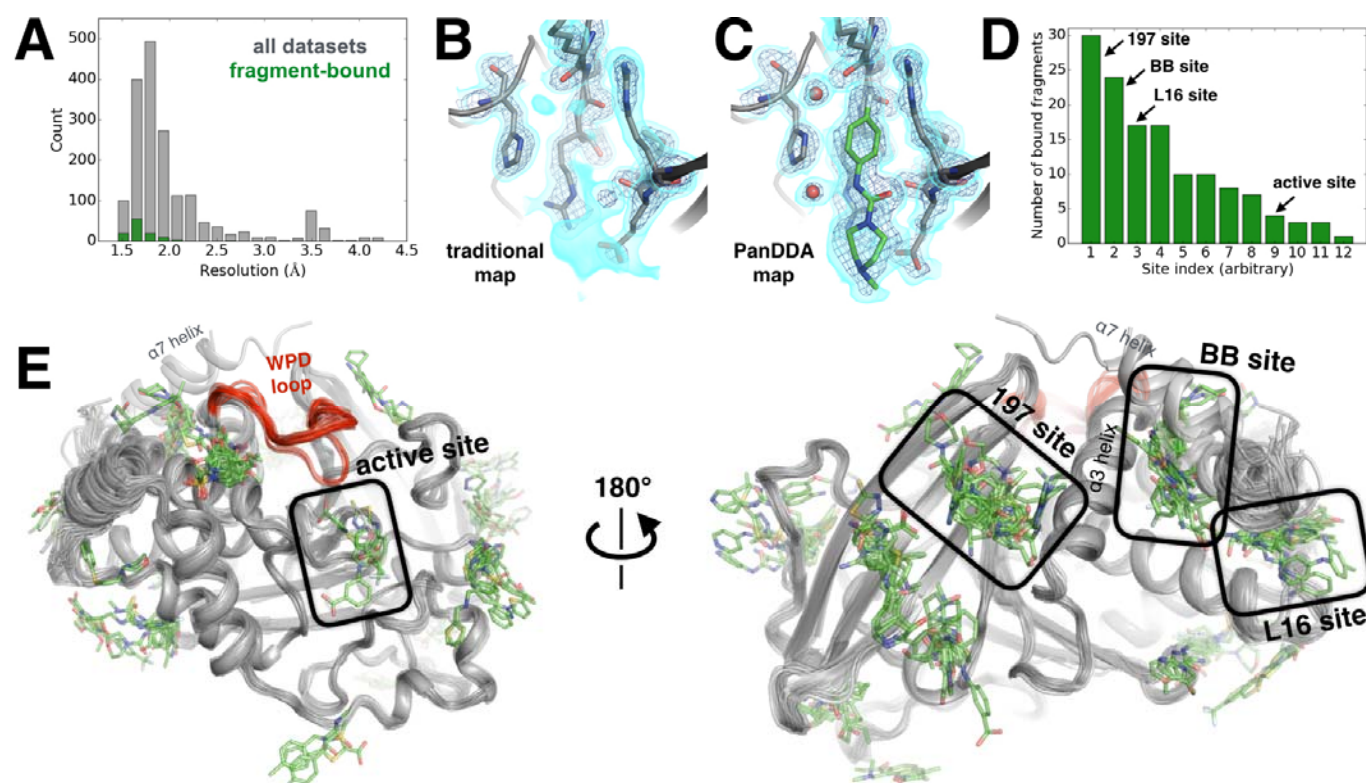 A
500
400
300
200
100
0
Count
1.5 2.0 2.5 3.0 3.5 4.0 4.5
Resolution (Å)
all datasets
fragment-bound
B
traditional
map
C
PanDDA
map
D
35
30
25
20
15
10
5
0
Number of bound fragments
1 2 3 4 5 6 7 8 9 10 11 12
Site index (arbitrary)
197 site
BB site
L16 site
active site
E
α7 helix
WPD
loop
active site
180°
α7 helix
BB site
197 site
α3 helix
L16 site